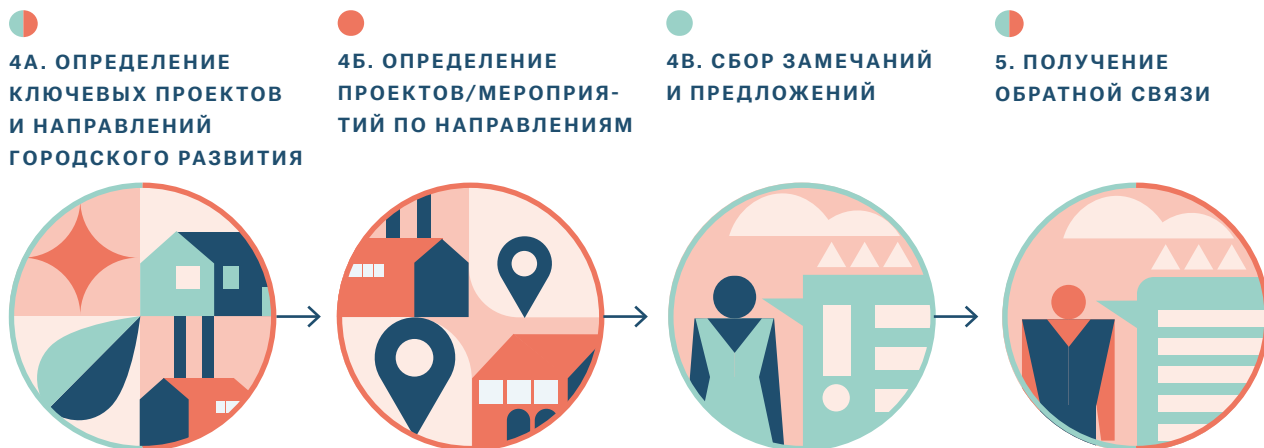 4А. ОПРЕДЕЛЕНИЕ
КЛЮЧЕВЫХ ПРОЕКТОВ
И НАПРАВЛЕНИЙ
ГОРОДСКОГО РАЗВИТИЯ
4Б. ОПРЕДЕЛЕНИЕ
ПРОЕКТОВ/МЕРОПРИЯ-
ТИЙ ПО НАПРАВЛЕНИЯМ
4В. СБОР ЗАМЕЧАНИЙ
И ПРЕДЛОЖЕНИЙ
5. ПОЛУЧЕНИЕ
ОБРАТНОЙ СВЯЗИ